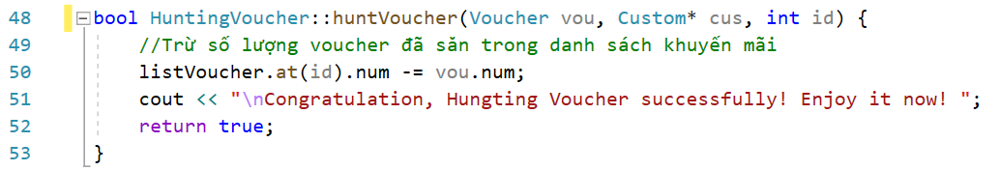 48 bool HuntingVoucher::huntVoucher(Voucher vou, Custom* cus, int id) {
49 //Trừ số lượng voucher đã săn trong danh sách khuyến mãi
50 listVoucher.at(id).num -= vou.num;
51 cout << "\nCongratulation, Hungting Voucher successfully! Enjoy it now! ";
52 return true;
53 }